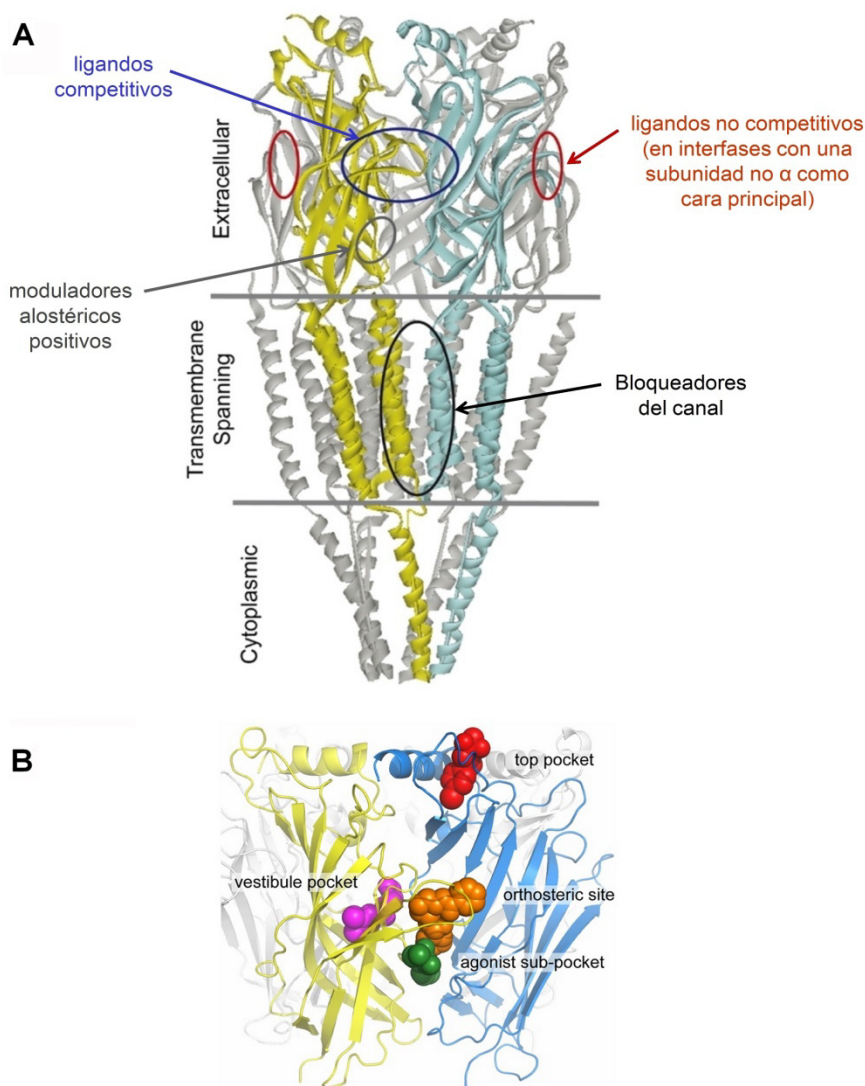 A
ligandos
competitivos
Extracellular
ligandos no competitivos
(en interfases con una
subunidad no α como
cara principal)
moduladores
alostéricos
positivos
Transmembrane
Spanning
Bloqueadores
del canal
Cytoplasmic
B
top pocket
vestibule pocket
orthosteric site
agonist sub-pocket